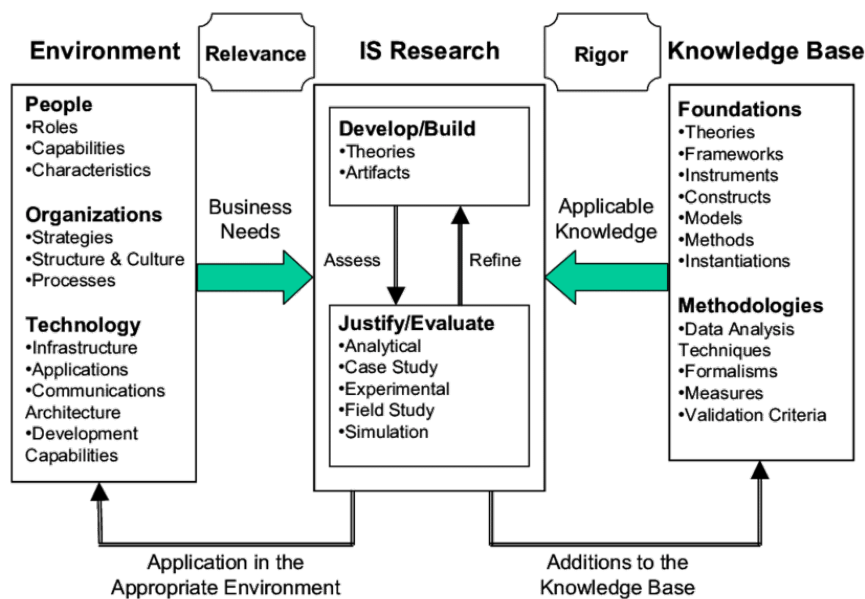 Environment
Relevance
IS Research
Rigor
Knowledge Base
People
•Roles
•Capabilities
•Characteristics
Organizations
•Strategies
•Structure & Culture
•Processes
Technology
•Infrastructure
•Applications
•Communications
Architecture
•Development
Capabilities
Business
Needs
Develop/Build
•Theories
•Artifacts
Assess
Refine
Justify/Evaluate
•Analytical
•Case Study
•Experimental
•Field Study
•Simulation
Applicable
Knowledge
Foundations
•Theories
•Frameworks
•Instruments
•Constructs
•Models
•Methods
•Instantiations
Methodologies
•Data Analysis
Techniques
•Formalisms
•Measures
•Validation Criteria
Application in the
Appropriate Environment
Additions to the
Knowledge Base